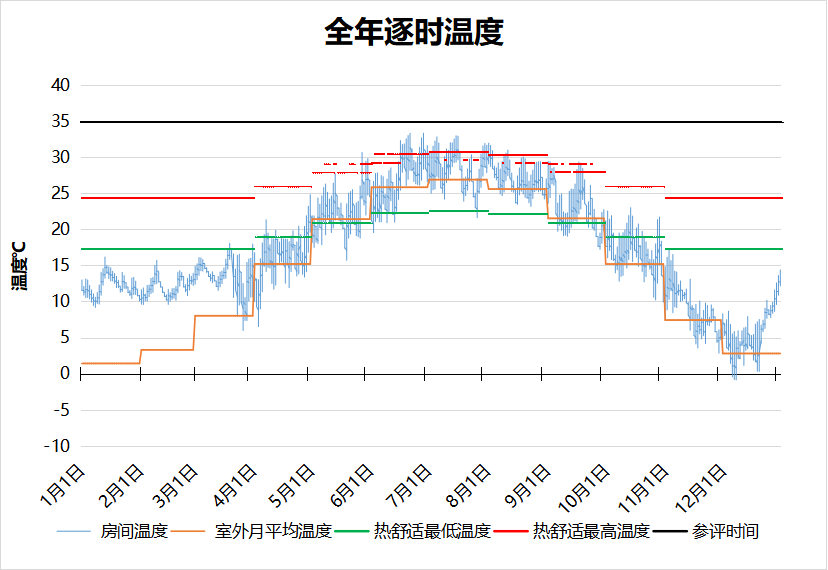 全年逐时温度
40
35
30
25
20
15
10
5
0
-5
-10
温度℃
1月1日
2月1日
3月1日
4月1日
5月1日
6月1日
7月1日
8月1日
9月1日
10月1日
11月1日
12月1日
房间温度 室外月平均温度 热舒适最低温度 热舒适最高温度 参评时间